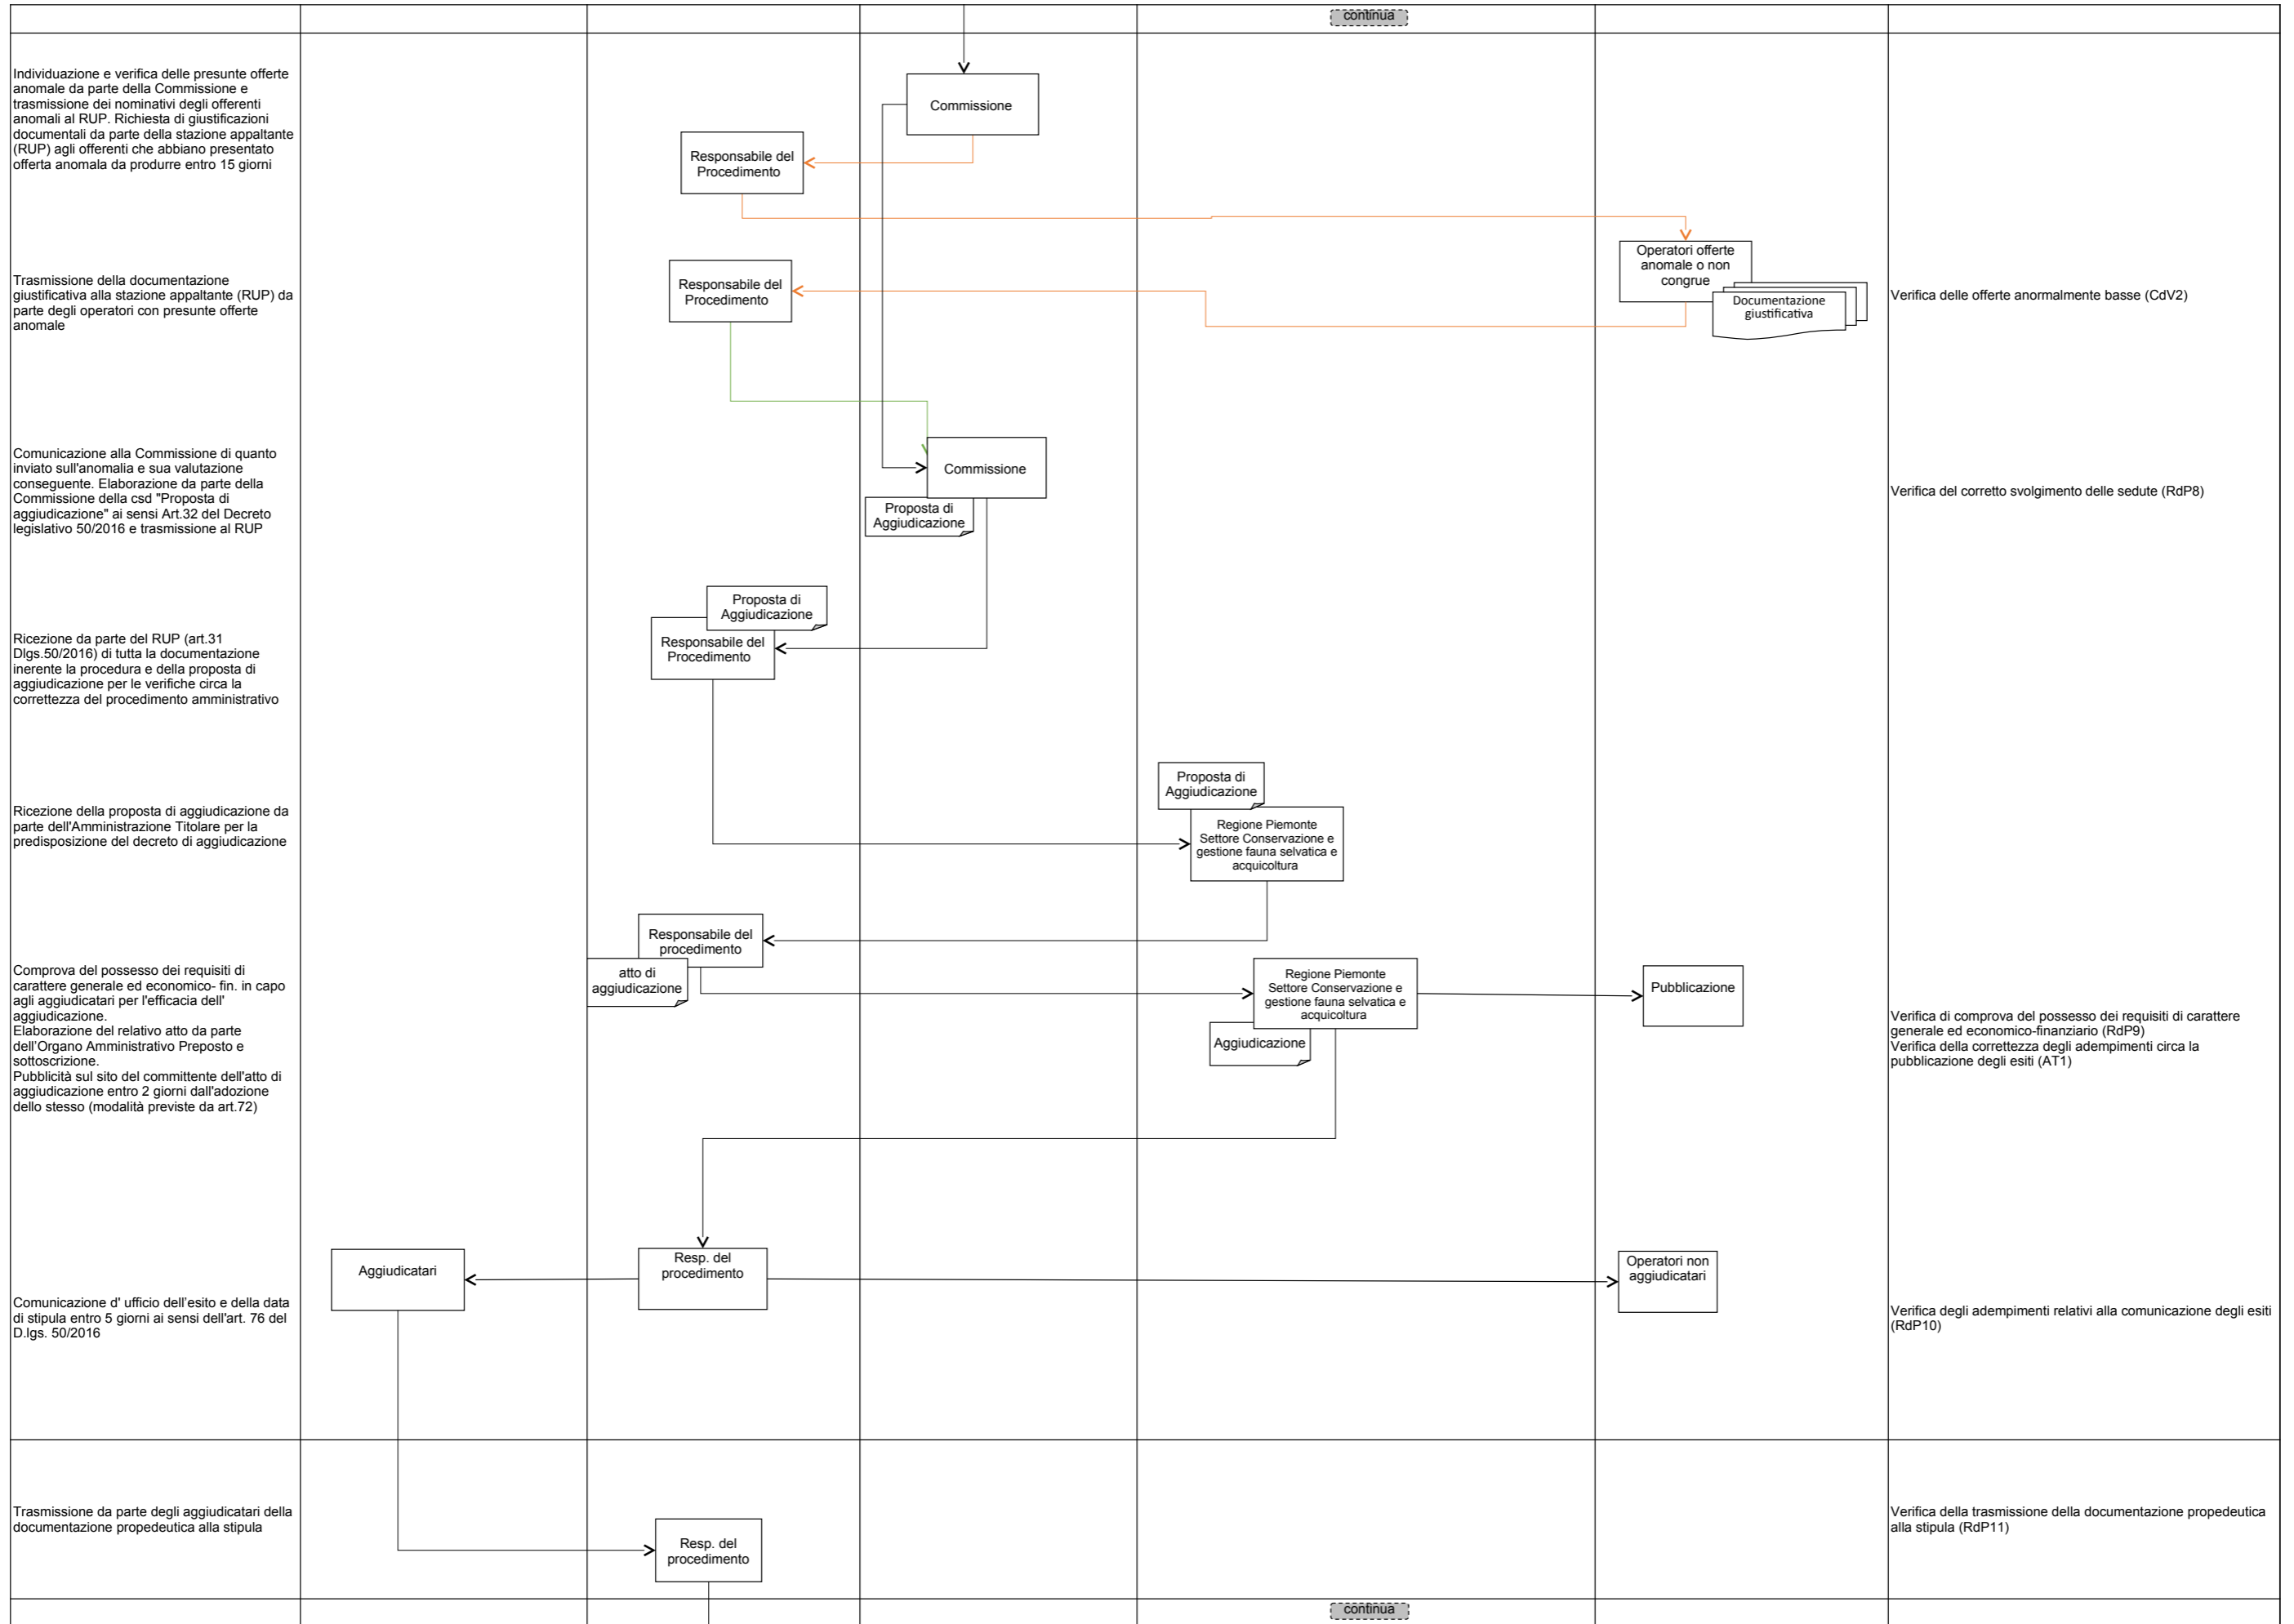 continua
Individuazione e verifica delle presunte offerte
anomale da parte della Commissione e
trasmissione dei nominativi degli offerenti
anomali al RUP. Richiesta di giustificazioni
documentali da parte della stazione appaltante
(RUP) agli offerenti che abbiano presentato
offerta anomala da produrre entro 15 giorni
Commissione
Responsabile del
Procedimento
Operatori offerte
anomale o non
congrue
Documentazione
giustificativa
Trasmissione della documentazione
giustificativa alla stazione appaltante (RUP) da
parte degli operatori con presunte offerte
anomale
Responsabile del
Procedimento
Verifica delle offerte anormalmente basse (CdV2)
Comunicazione alla Commissione di quanto
inviato sull'anomalia e sua valutazione
conseguente. Elaborazione da parte della
Commissione della csd "Proposta di
aggiudicazione" ai sensi Art.32 del Decreto
legislativo 50/2016 e trasmissione al RUP
Commissione
Proposta di
Aggiudicazione
Verifica del corretto svolgimento delle sedute (RdP8)
Ricezione da parte del RUP (art.31
Dlgs.50/2016) di tutta la documentazione
inerente la procedura e della proposta di
aggiudicazione per le verifiche circa la
correttezza del procedimento amministrativo
Proposta di
Aggiudicazione
Responsabile del
Procedimento
Ricezione della proposta di aggiudicazione da
parte dell'Amministrazione Titolare per la
predisposizione del decreto di aggiudicazione
Proposta di
Aggiudicazione
Regione Piemonte
Settore Conservazione e
gestione fauna selvatica e
acquicoltura
Responsabile del
procedimento
atto di
aggiudicazione
Comprova del possesso dei requisiti di
carattere generale ed economico- fin. in capo
agli aggiudicatari per l'efficacia dell'
aggiudicazione.
Elaborazione del relativo atto da parte
dell'Organo Amministrativo Preposto e
sottoscrizione.
Pubblicità sul sito del committente dell'atto di
aggiudicazione entro 2 giorni dall'adozione
dello stesso (modalità previste da art.72)
Regione Piemonte
Settore Conservazione e
gestione fauna selvatica e
acquicoltura
Aggiudicazione
Pubblicazione
Verifica di comprova del possesso dei requisiti di carattere
generale ed economico-finanziario (RdP9)
Verifica della correttezza degli adempimenti circa la
pubblicazione degli esiti (AT1)
Aggiudicatari
Resp. del
procedimento
Operatori non
aggiudicatari
Comunicazione d' ufficio dell'esito e della data
di stipula entro 5 giorni ai sensi dell'art. 76 del
D.lgs. 50/2016
Verifica degli adempimenti relativi alla comunicazione degli esiti
(RdP10)
Trasmissione da parte degli aggiudicatari della
documentazione propedeutica alla stipula
Resp. del
procedimento
Verifica della trasmissione della documentazione propedeutica
alla stipula (RdP11)
continua